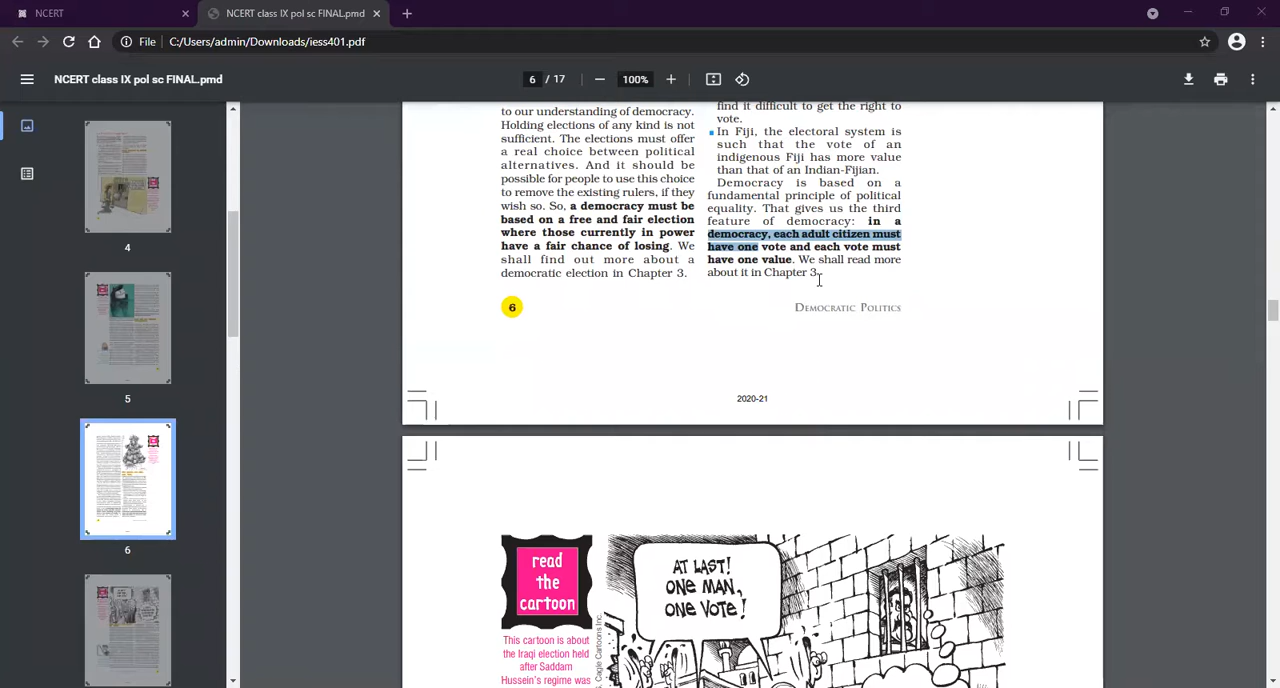 NCERT
NCERT class IX pol sc FINAL.pmd
File
C:/Users/admin/Downloads/iess401.pdf
NCERT class IX pol sc FINAL.pmd
6 / 17
100%
4
5
6
to our understanding of democracy.
Holding elections of any kind is not
sufficient. The elections must offer
a real choice between political
alternatives. And it should be
possible for people to use this choice
to remove the existing rulers, if they
wish so. So, a democracy must be
based on a free and fair election
where those currently in power
have a fair chance of losing. We
shall find out more about a
democratic election in Chapter 3.
6
find it difficult to get the right to
vote.
In Fiji, the electoral system is
such that the vote of an
indigenous Fiji has more value
than that of an Indian-Fijian.
Democracy is based on a
fundamental principle of political
equality. That gives us the third
feature of democracy: in a
democracy, each adult citizen must
have one vote and each vote must
have one value. We shall read more
about it in Chapter 3.
Democratic Politics
2020-21
read
the
cartoon
This cartoon is about
the Iraqi election held
after Saddam
Hussein's regime was
Cagle Cartoons Inc.
AT LAST!
ONE MAN,
ONE VOTE!